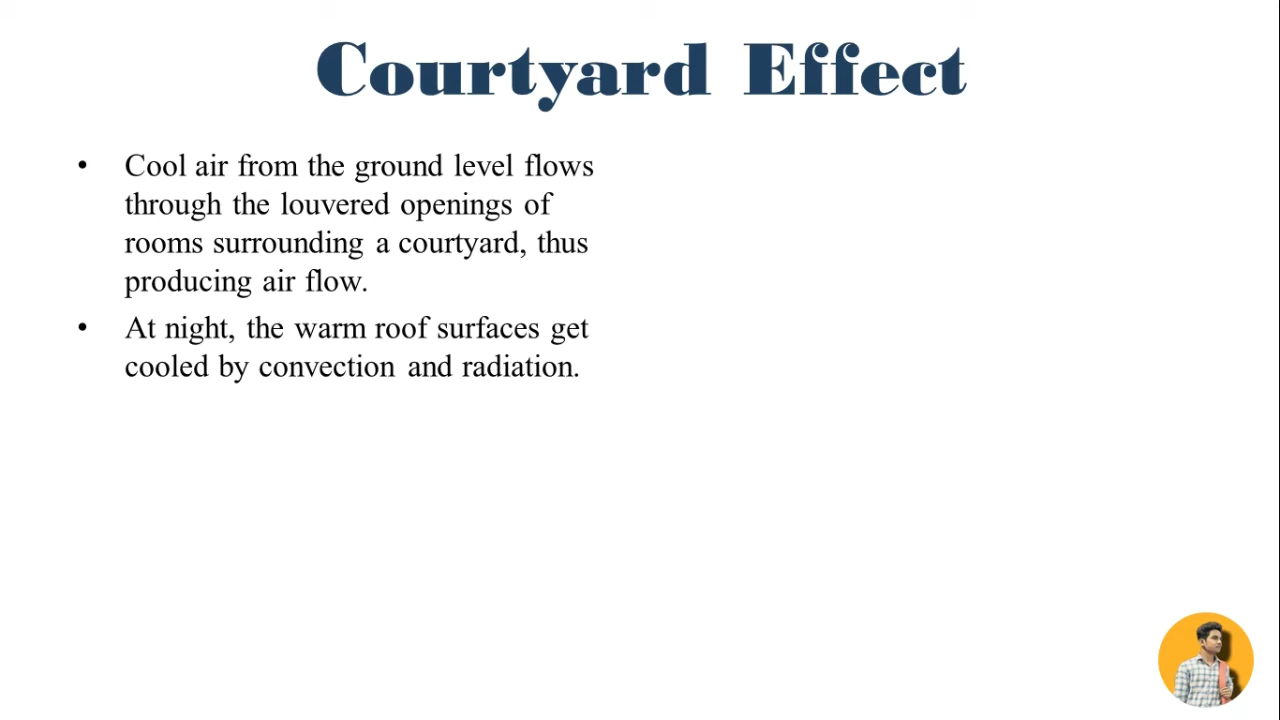 Courtyard Effect
• Cool air from the ground level flows
through the louvered openings of
rooms surrounding a courtyard, thus
producing air flow.
• At night, the warm roof surfaces get
cooled by convection and radiation.